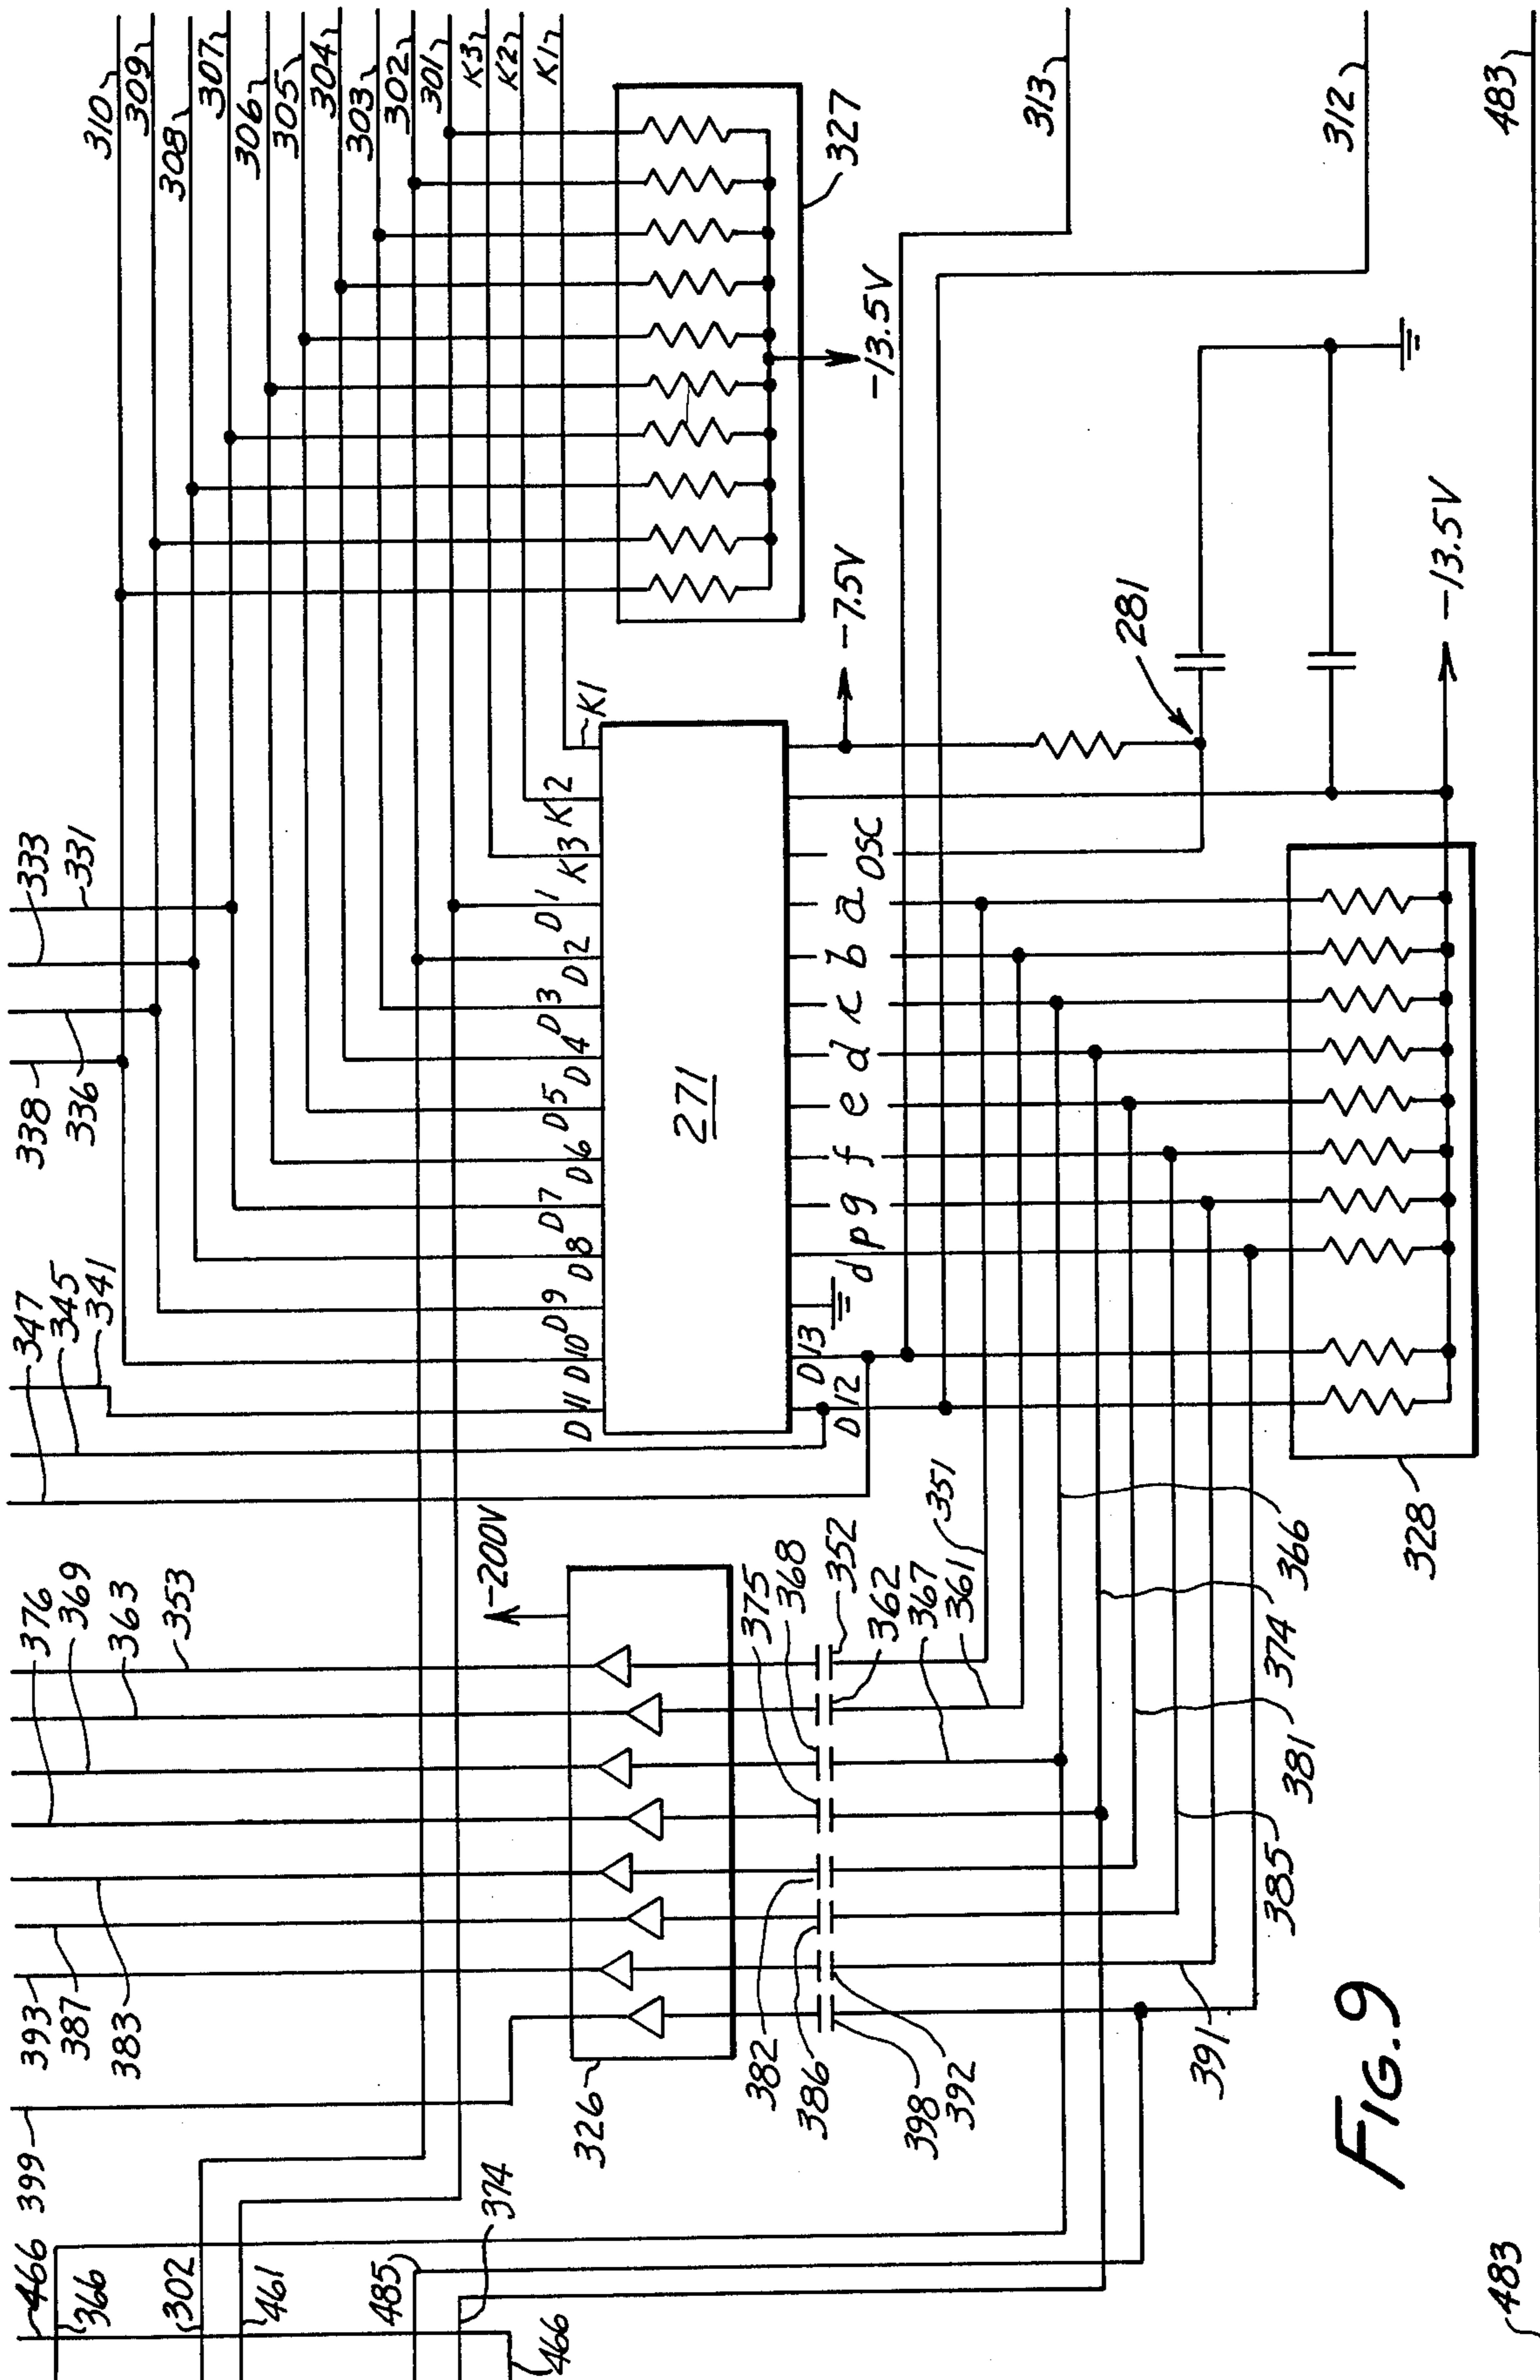 310
309
308
307
306
305
304
303
302
301
K3
K2
K1
327
-13.5V
313
312
483
333
331
338
336
347
345
341
K1
K2
K3
D1
D2
D3
D4
D5
D6
D7
D8
D9
D10
D11
271
OSC
a
b
c
d
e
f
g
dp
D13
D12
-7.5V
281
-13.5V
328
376
369
363
353
-200V
393
387
383
399
326
375
368
352
362
367
361
351
382
386
398
392
366
374
381
385
391
466
366
302
461
485
374
466
483
FIG.9